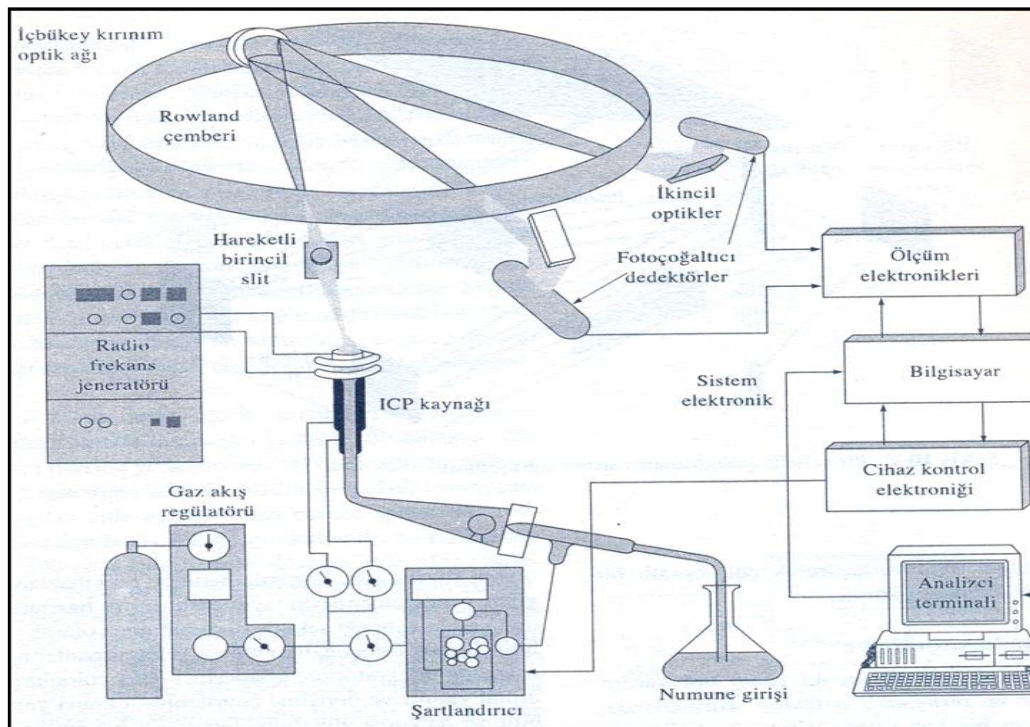 İçbükey kırınım
optik ağı
Rowland
çemberi
İkincil
optikler
Hareketli
birincil
slit
Fotoçoğaltıcı
dedektörler
Ölçüm
elektronikleri
Radio
frekans
jeneratörü
Bilgisayar
Sistem
elektronik
ICP kaynağı
Cihaz kontrol
elektroniği
Gaz akış
regülatörü
Analizci
terminali
Numune girişi
Şartlandırıcı